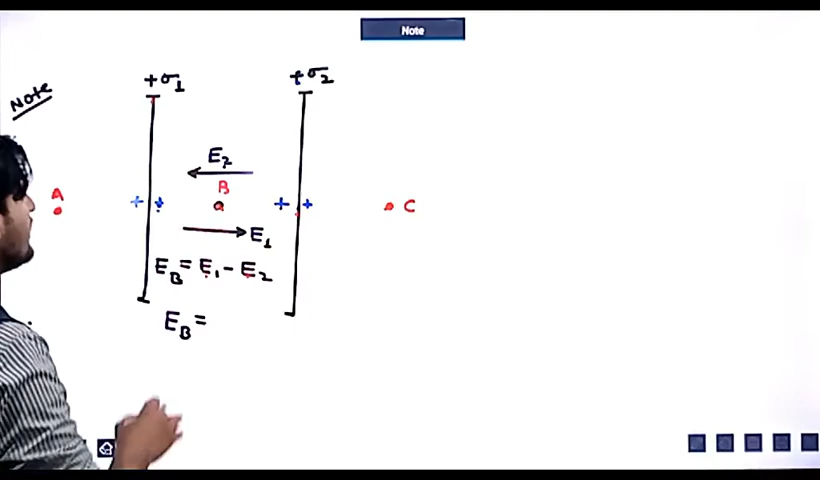 Note
Note
+σ1
+σ2
E2
A
B
C
E1
EB = E1 - E2
EB =